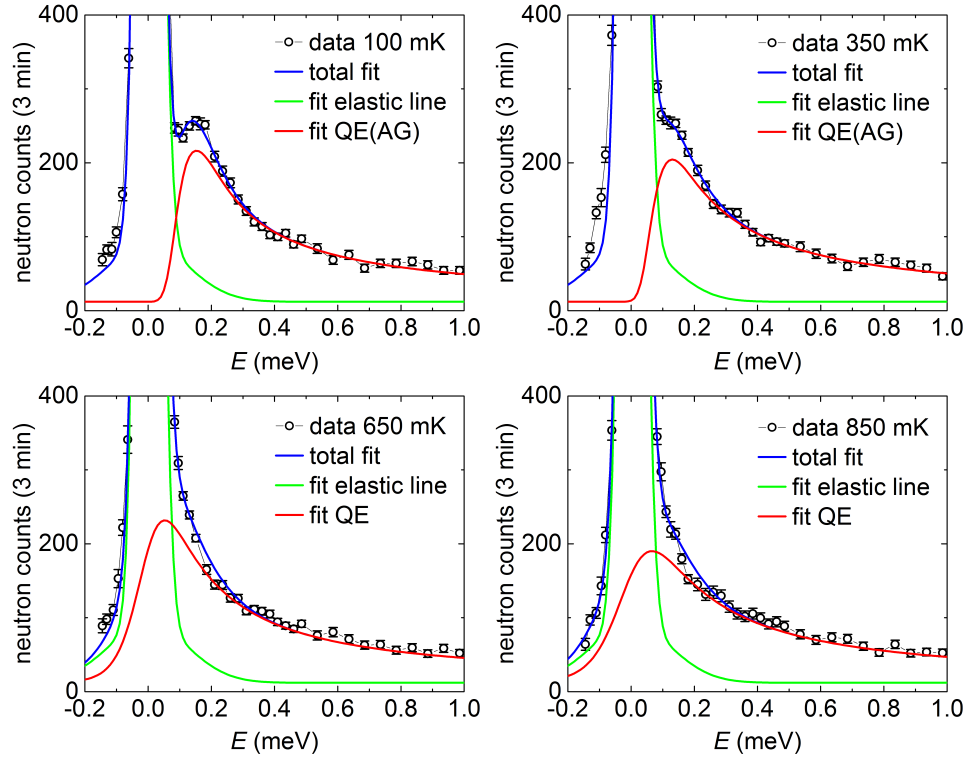 400
200
0
-0.2 0.0 0.2 0.4 0.6 0.8 1.0
E (meV)
neutron counts (3 min)
data 100 mK
total fit
fit elastic line
fit QE(AG)
400
200
0
-0.2 0.0 0.2 0.4 0.6 0.8 1.0
E (meV)
neutron counts (3 min)
data 350 mK
total fit
fit elastic line
fit QE(AG)
400
200
0
-0.2 0.0 0.2 0.4 0.6 0.8 1.0
E (meV)
neutron counts (3 min)
data 650 mK
total fit
fit elastic line
fit QE
400
200
0
-0.2 0.0 0.2 0.4 0.6 0.8 1.0
E (meV)
neutron counts (3 min)
data 850 mK
total fit
fit elastic line
fit QE